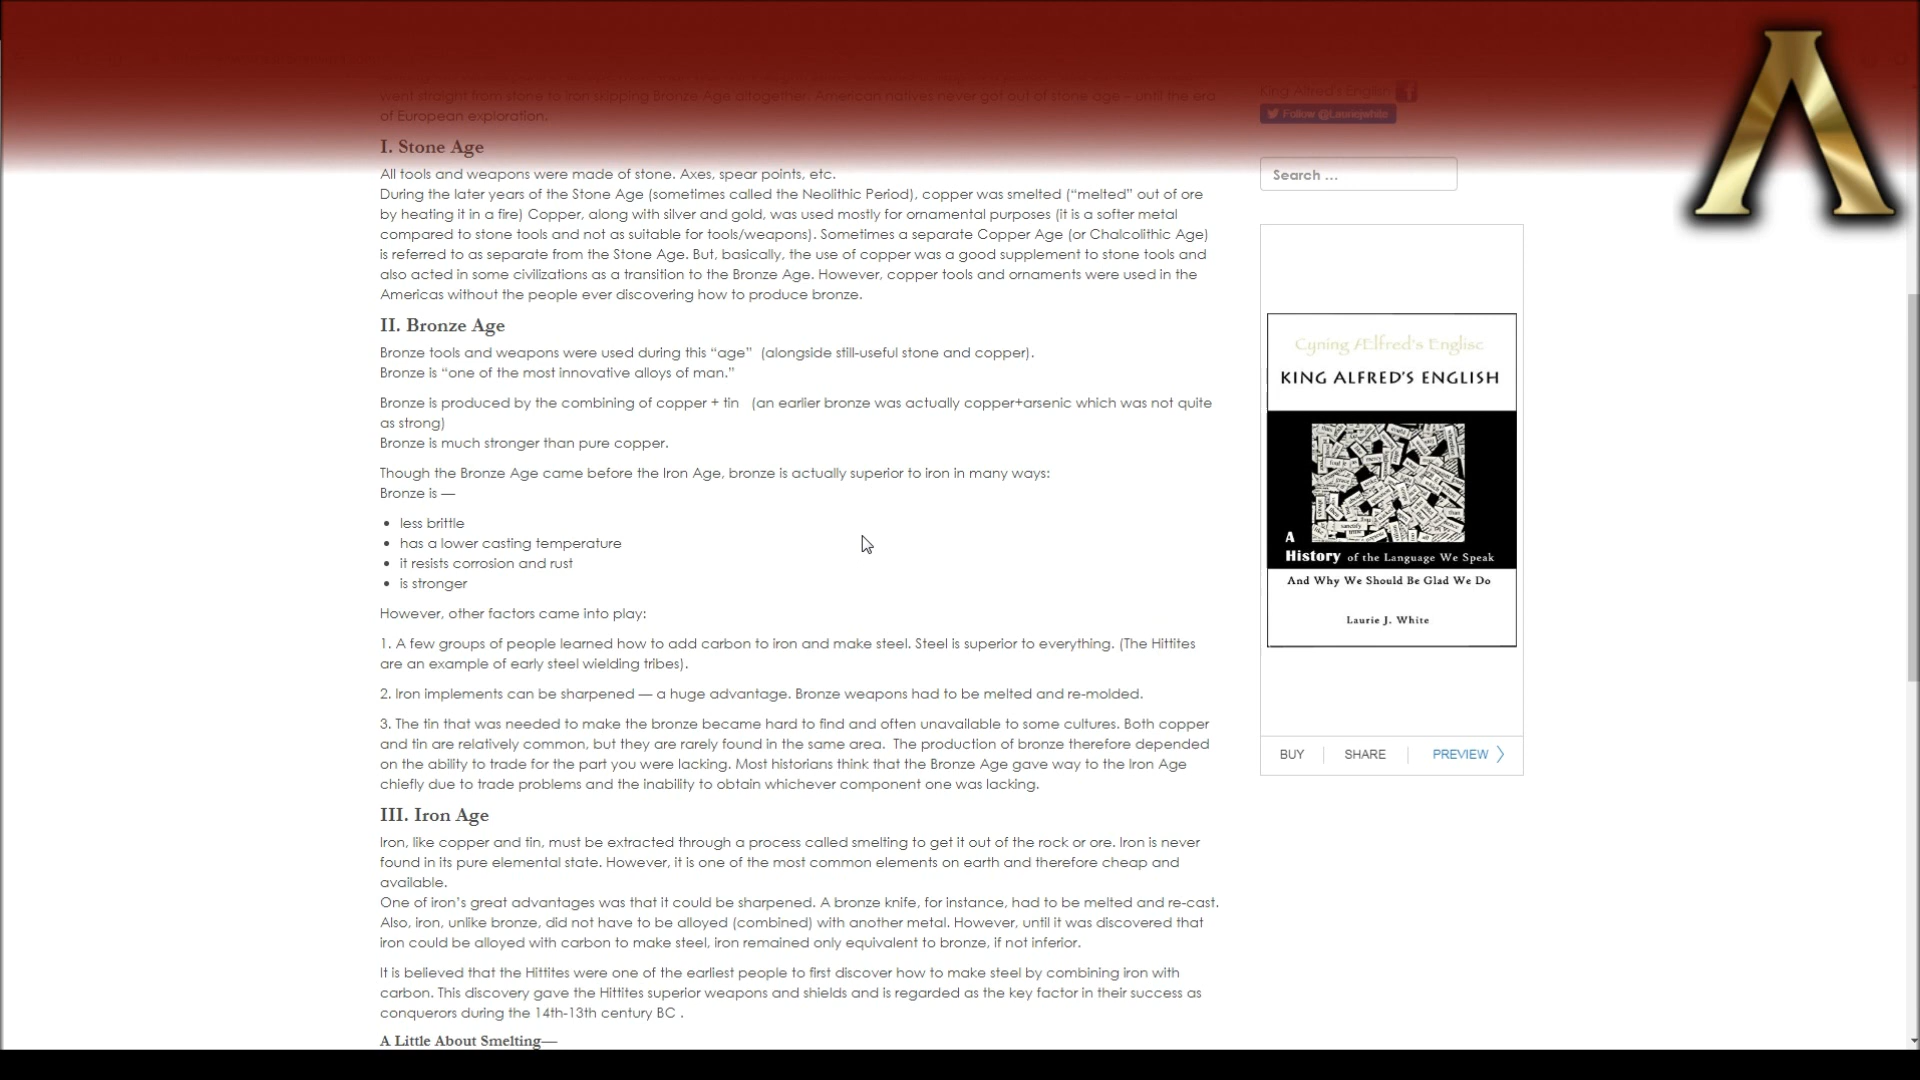 went straight from stone to iron skipping Bronze Age altogether. American natives never got out of stone age – until the era
of European exploration.
I. Stone Age
All tools and weapons were made of stone. Axes, spear points, etc.
During the later years of the Stone Age (sometimes called the Neolithic Period), copper was smelted (“melted” out of ore
by heating it in a fire) Copper, along with silver and gold, was used mostly for ornamental purposes (it is a softer metal
compared to stone tools and not as suitable for tools/weapons). Sometimes a separate Copper Age (or Chalcolithic Age)
is referred to as separate from the Stone Age. But, basically, the use of copper was a good supplement to stone tools and
also acted in some civilizations as a transition to the Bronze Age. However, copper tools and ornaments were used in the
Americas without the people ever discovering how to produce bronze.
II. Bronze Age
Bronze tools and weapons were used during this “age”  (alongside still-useful stone and copper).
Bronze is “one of the most innovative alloys of man.”
Bronze is produced by the combining of copper + tin   (an earlier bronze was actually copper+arsenic which was not quite
as strong)
Bronze is much stronger than pure copper.
Though the Bronze Age came before the Iron Age, bronze is actually superior to iron in many ways:
Bronze is —
• less brittle
• has a lower casting temperature
• it resists corrosion and rust
• is stronger
However, other factors came into play:
1. A few groups of people learned how to add carbon to iron and make steel. Steel is superior to everything. (The Hittites
are an example of early steel wielding tribes).
2. Iron implements can be sharpened — a huge advantage. Bronze weapons had to be melted and re-molded.
3. The tin that was needed to make the bronze became hard to find and often unavailable to some cultures. Both copper
and tin are relatively common, but they are rarely found in the same area.  The production of bronze therefore depended
on the ability to trade for the part you were lacking. Most historians think that the Bronze Age gave way to the Iron Age
chiefly due to trade problems and the inability to obtain whichever component one was lacking.
III. Iron Age
Iron, like copper and tin, must be extracted through a process called smelting to get it out of the rock or ore. Iron is never
found in its pure elemental state. However, it is one of the most common elements on earth and therefore cheap and
available.
One of iron’s great advantages was that it could be sharpened. A bronze knife, for instance, had to be melted and re-cast.
Also, iron, unlike bronze, did not have to be alloyed (combined) with another metal. However, until it was discovered that
iron could be alloyed with carbon to make steel, iron remained only equivalent to bronze, if not inferior.
It is believed that the Hittites were one of the earliest people to first discover how to make steel by combining iron with
carbon. This discovery gave the Hittites superior weapons and shields and is regarded as the key factor in their success as
conquerors during the 14th-13th century BC .
A Little About Smelting—
King Alfred's English
Follow @Lauriejwhite
Search …
Cyning Ælfred's Englisc
KING ALFRED'S ENGLISH
A
History of the Language We Speak
And Why We Should Be Glad We Do
Laurie J. White
BUY
SHARE
PREVIEW